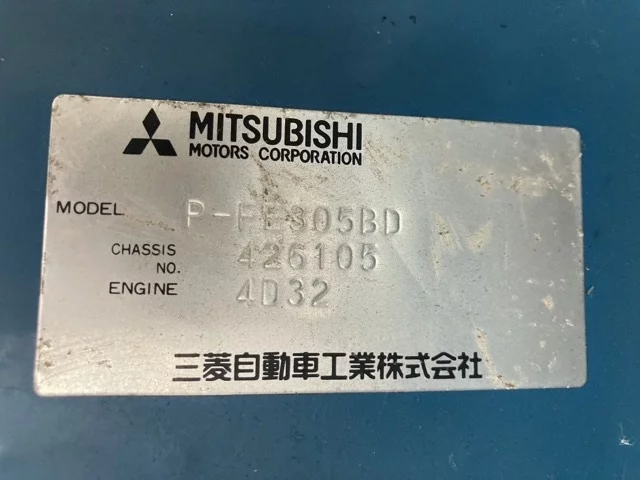 MITSUBISHI
MOTORS CORPORATION
MODEL P-FE305BD
CHASSIS NO. 426105
ENGINE 4D32
三菱自動車工業株式会社